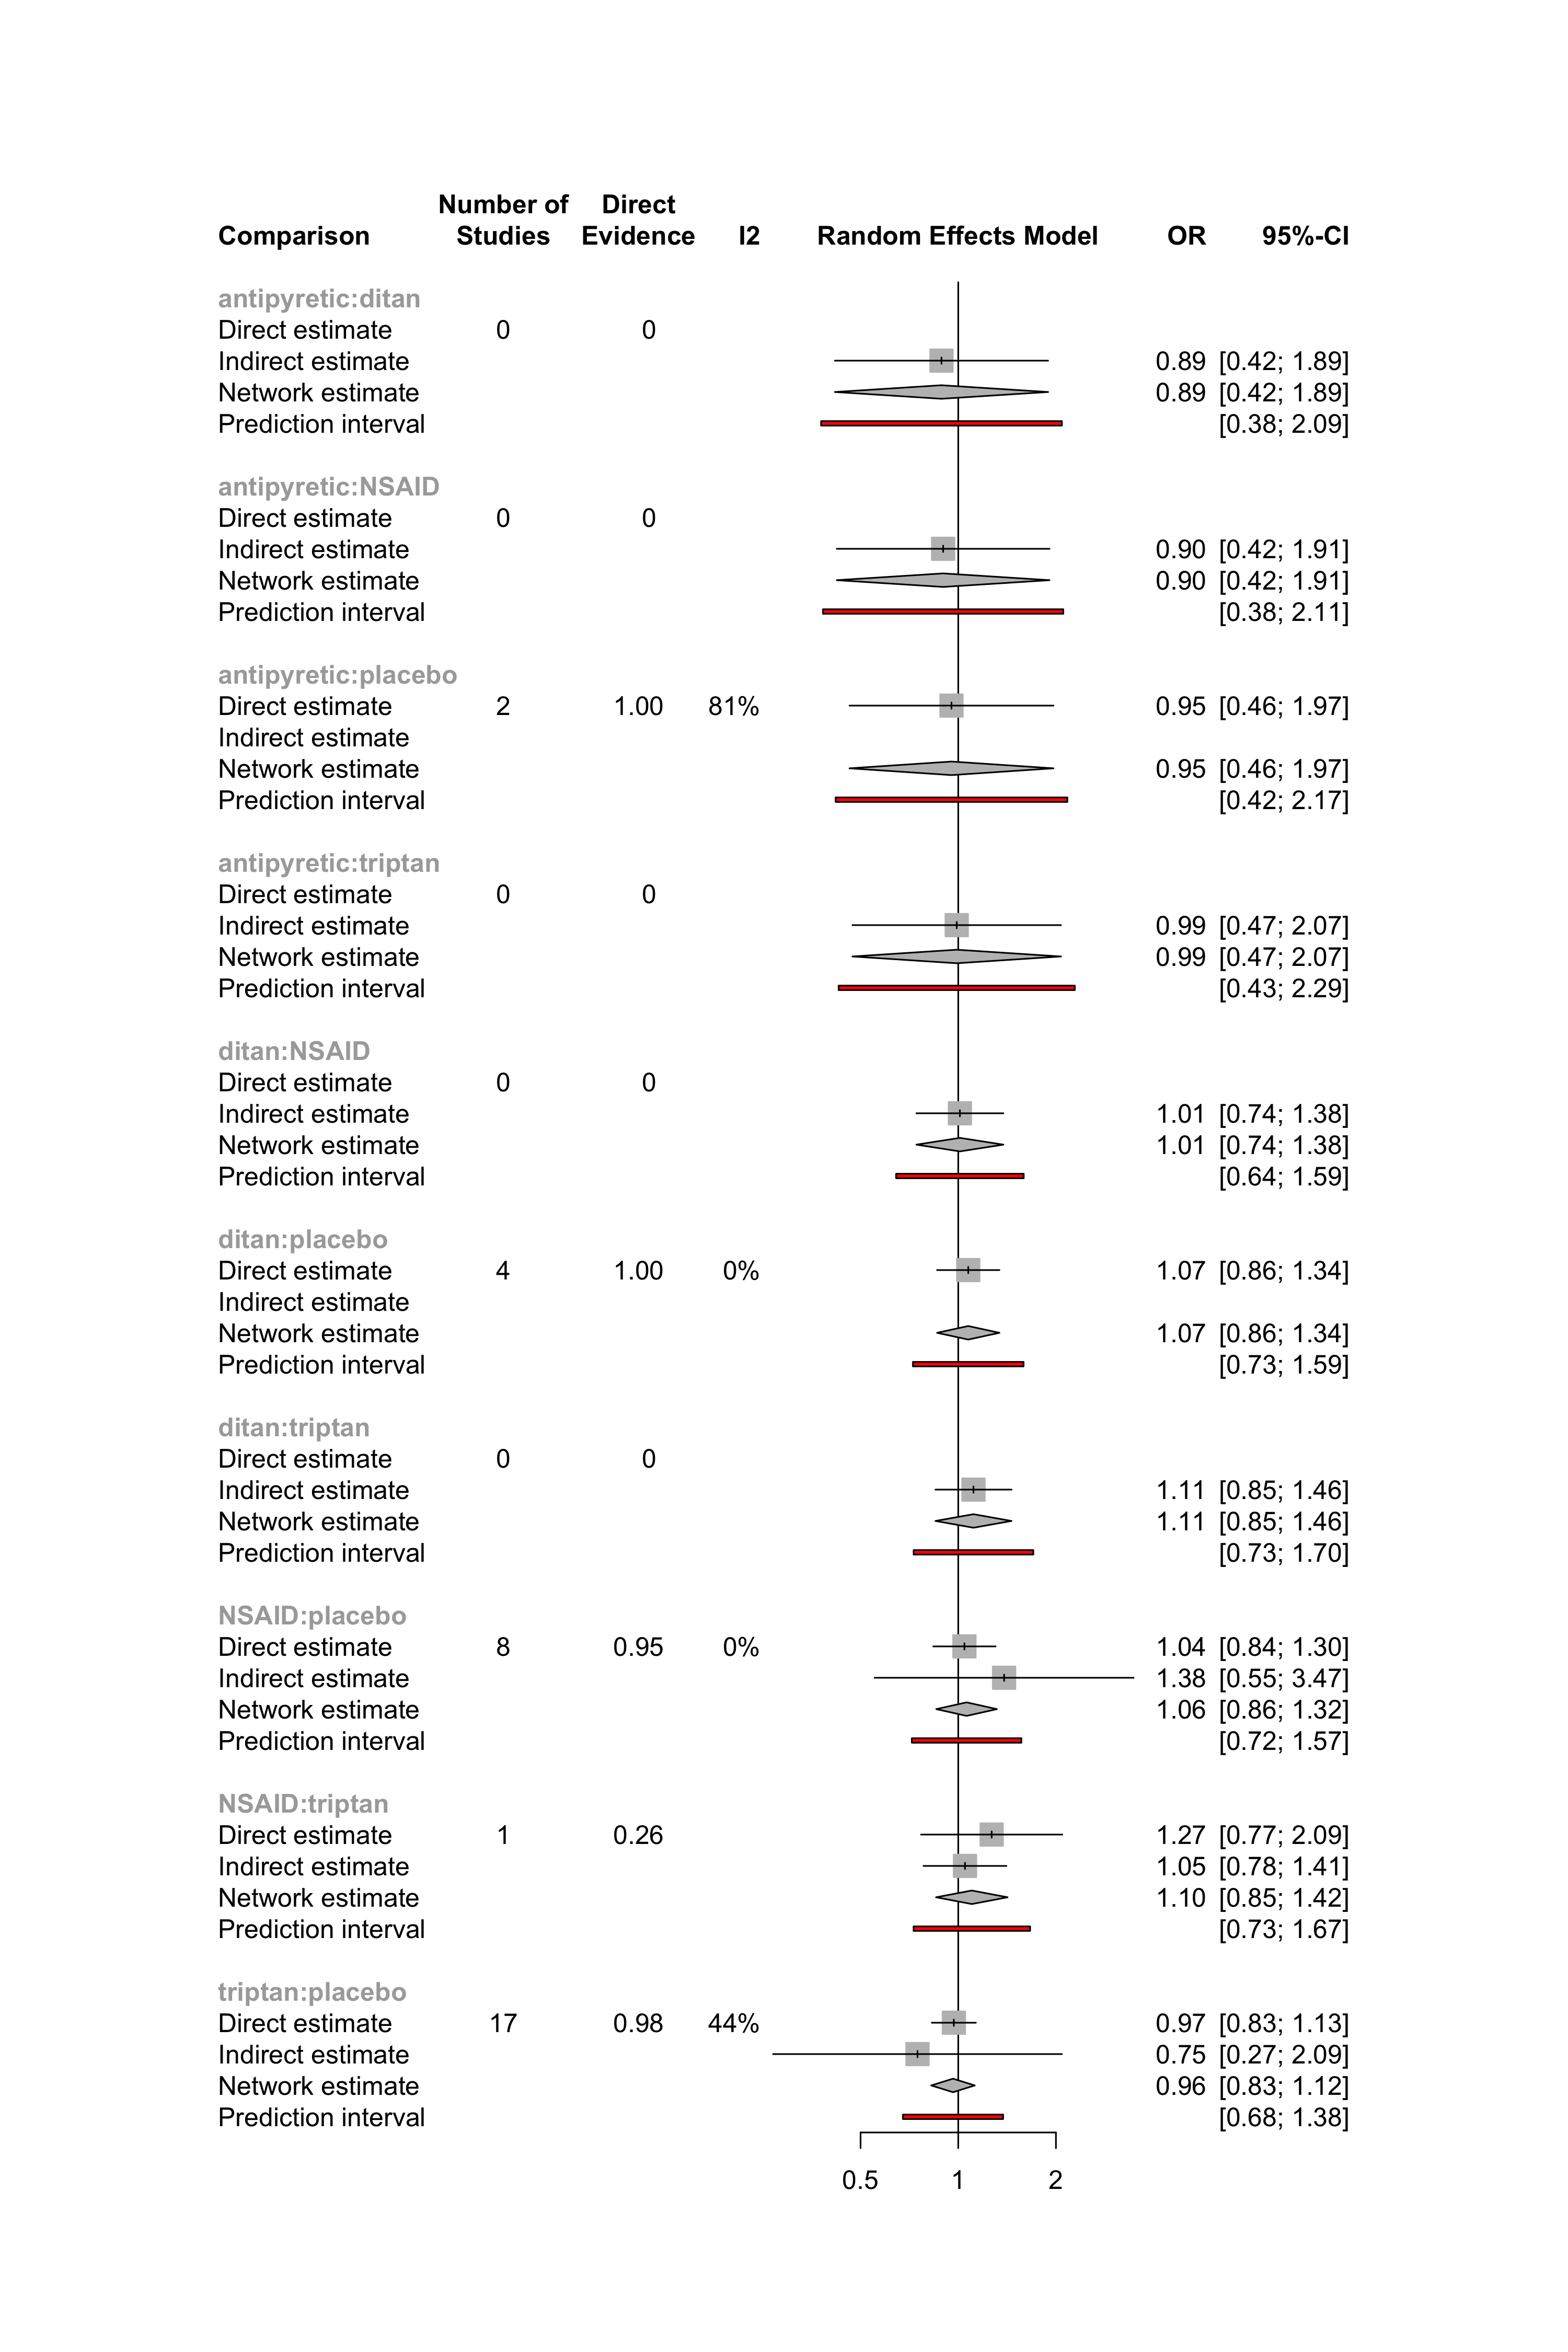 Number of Direct
Comparison Studies Evidence I2 Random Effects Model OR 95%-CI
antipyretic:ditan
Direct estimate 0 0
Indirect estimate 0.89 [0.42; 1.89]
Network estimate 0.89 [0.42; 1.89]
Prediction interval [0.38; 2.09]
antipyretic:NSAID
Direct estimate 0 0
Indirect estimate 0.90 [0.42; 1.91]
Network estimate 0.90 [0.42; 1.91]
Prediction interval [0.38; 2.11]
antipyretic:placebo
Direct estimate 2 1.00 81% 0.95 [0.46; 1.97]
Indirect estimate
Network estimate 0.95 [0.46; 1.97]
Prediction interval [0.42; 2.17]
antipyretic:triptan
Direct estimate 0 0
Indirect estimate 0.99 [0.47; 2.07]
Network estimate 0.99 [0.47; 2.07]
Prediction interval [0.43; 2.29]
ditan:NSAID
Direct estimate 0 0
Indirect estimate 1.01 [0.74; 1.38]
Network estimate 1.01 [0.74; 1.38]
Prediction interval [0.64; 1.59]
ditan:placebo
Direct estimate 4 1.00 0% 1.07 [0.86; 1.34]
Indirect estimate
Network estimate 1.07 [0.86; 1.34]
Prediction interval [0.73; 1.59]
ditan:triptan
Direct estimate 0 0
Indirect estimate 1.11 [0.85; 1.46]
Network estimate 1.11 [0.85; 1.46]
Prediction interval [0.73; 1.70]
NSAID:placebo
Direct estimate 8 0.95 0% 1.04 [0.84; 1.30]
Indirect estimate 1.38 [0.55; 3.47]
Network estimate 1.06 [0.86; 1.32]
Prediction interval [0.72; 1.57]
NSAID:triptan
Direct estimate 1 0.26 1.27 [0.77; 2.09]
Indirect estimate 1.05 [0.78; 1.41]
Network estimate 1.10 [0.85; 1.42]
Prediction interval [0.73; 1.67]
triptan:placebo
Direct estimate 17 0.98 44% 0.97 [0.83; 1.13]
Indirect estimate 0.75 [0.27; 2.09]
Network estimate 0.96 [0.83; 1.12]
Prediction interval [0.68; 1.38]
0.5 1 2